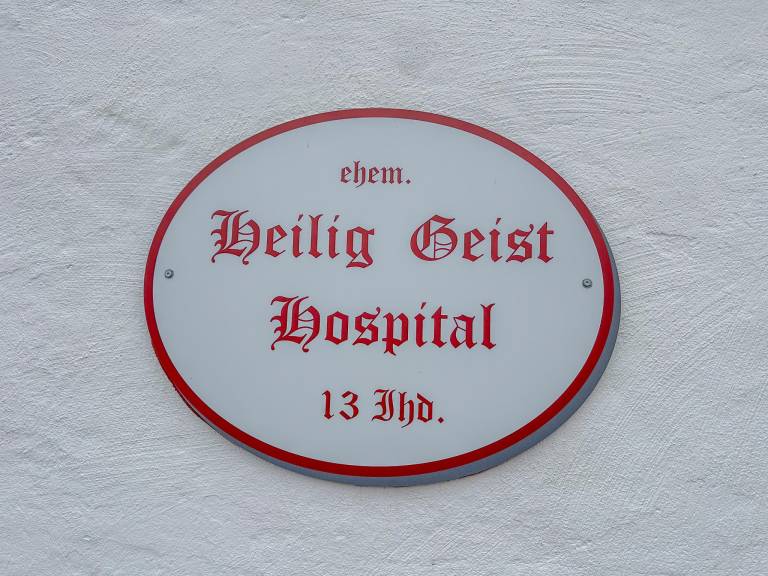 ehem.
Heilig Geist
Hospital
13 Jhd.